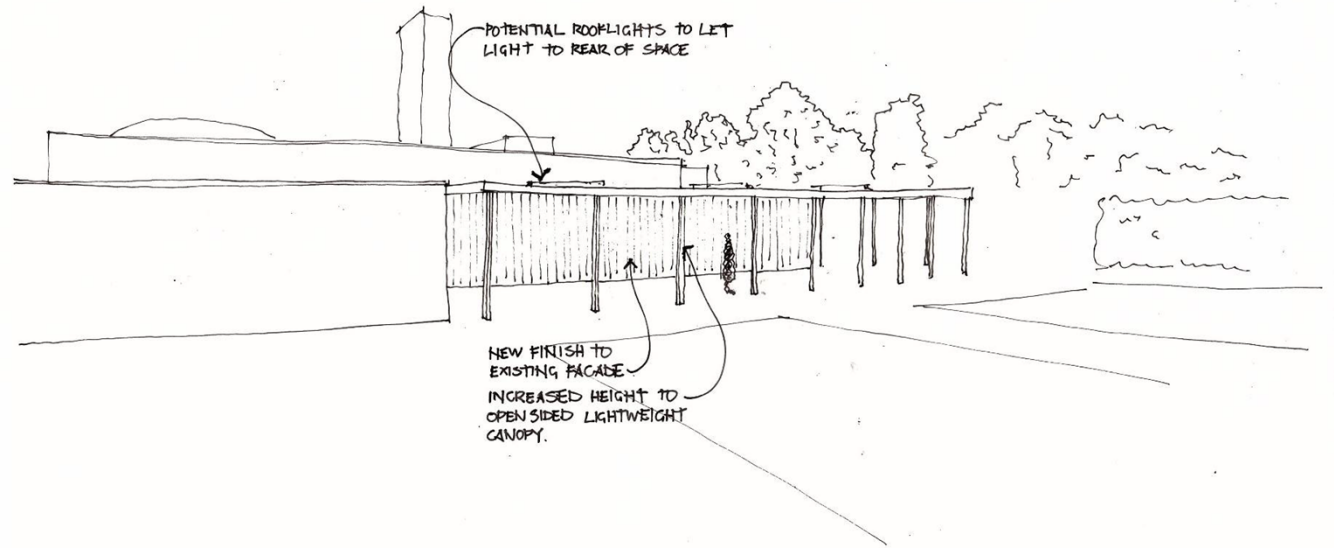 POTENTIAL ROOFLIGHTS TO LET
LIGHT TO REAR OF SPACE
NEW FINISH TO
EXISTING FACADE
INCREASED HEIGHT TO
OPEN SIDED LIGHTWEIGHT
CANOPY.